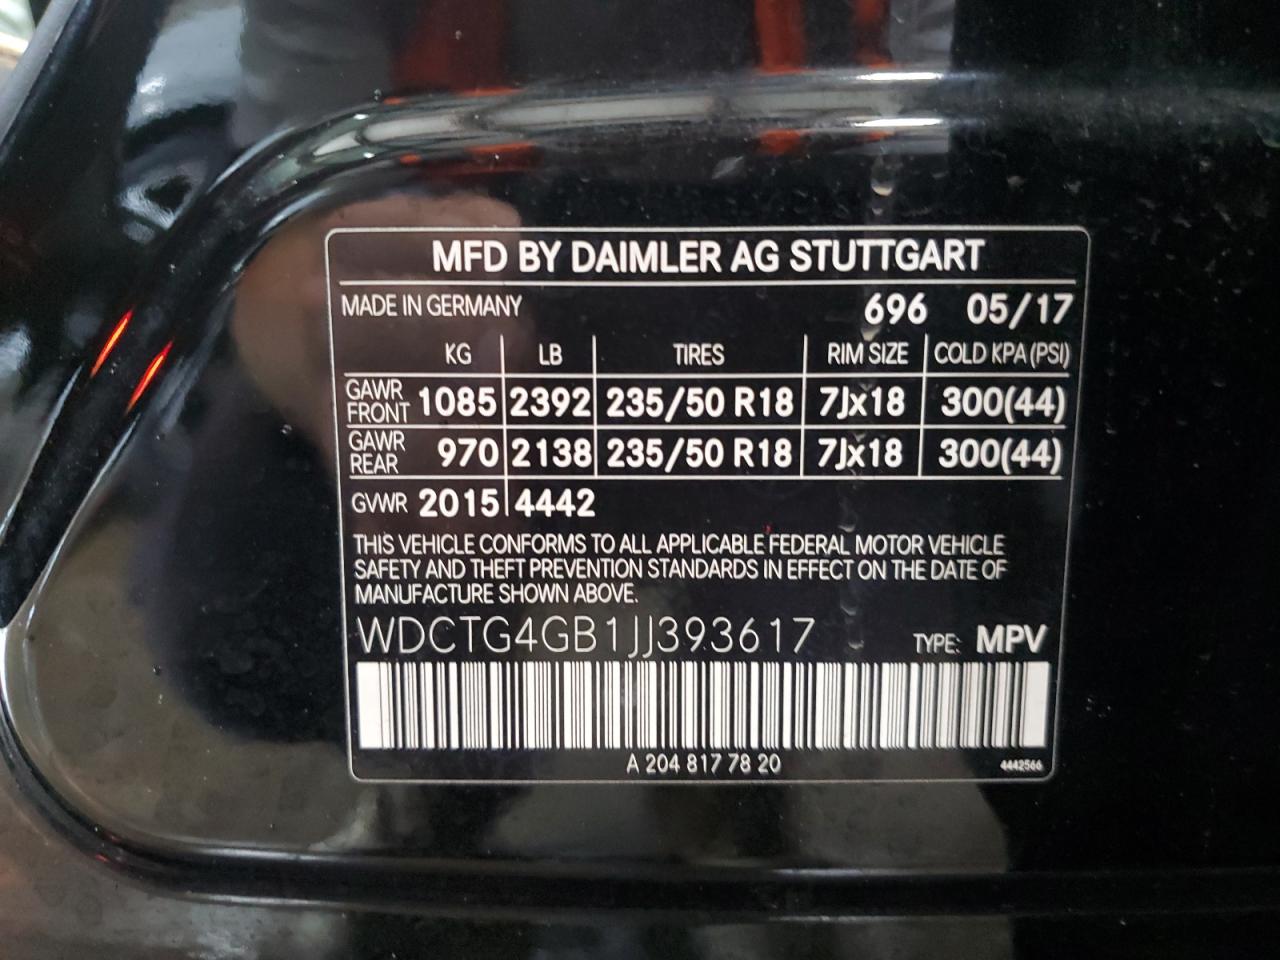 MFD BY DAIMLER AG STUTTGART
MADE IN GERMANY 696 05/17
KG LB TIRES RIM SIZE COLD KPA (PSI)
GAWR FRONT 1085 2392 235/50 R18 7Jx18 300(44)
GAWR REAR 970 2138 235/50 R18 7Jx18 300(44)
GVWR 2015 4442
THIS VEHICLE CONFORMS TO ALL APPLICABLE FEDERAL MOTOR VEHICLE
SAFETY AND THEFT PREVENTION STANDARDS IN EFFECT ON THE DATE OF
MANUFACTURE SHOWN ABOVE.
WDCTG4GB1JJ393617 TYPE: MPV
A 204 817 78 20 4442566